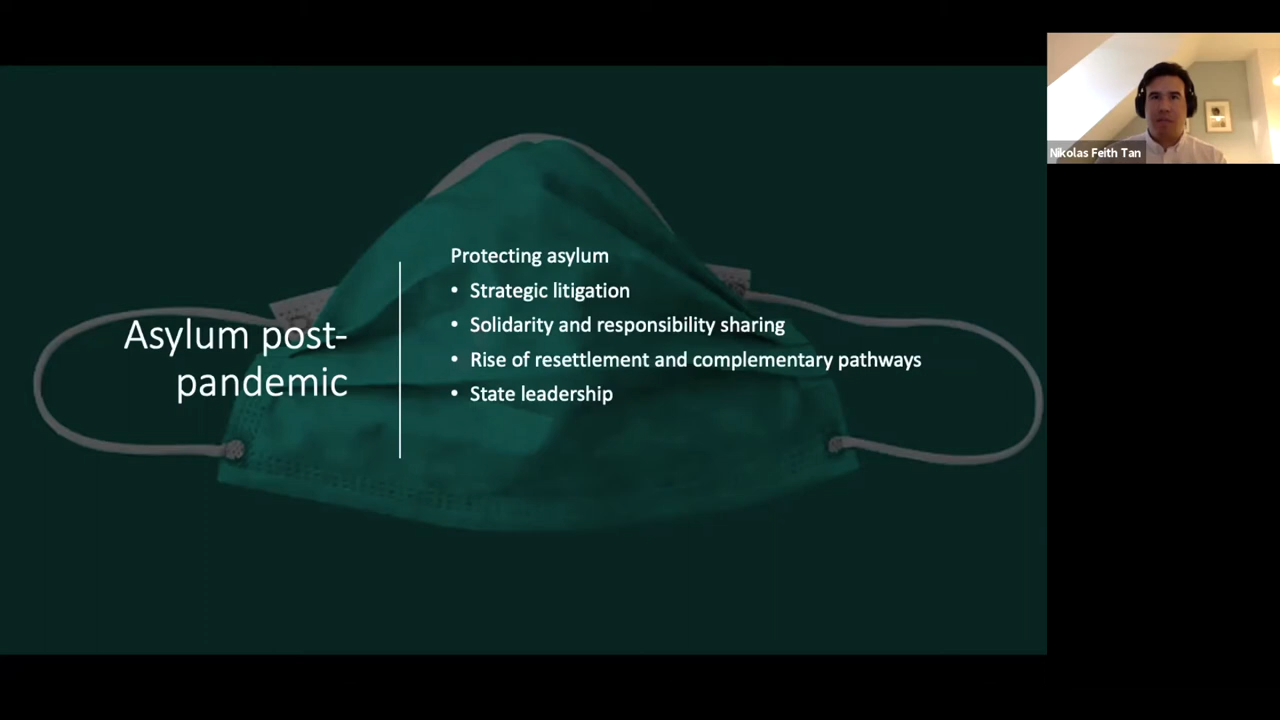 Asylum post-
pandemic
Protecting asylum
• Strategic litigation
• Solidarity and responsibility sharing
• Rise of resettlement and complementary pathways
• State leadership
Nikolas Feith Tan